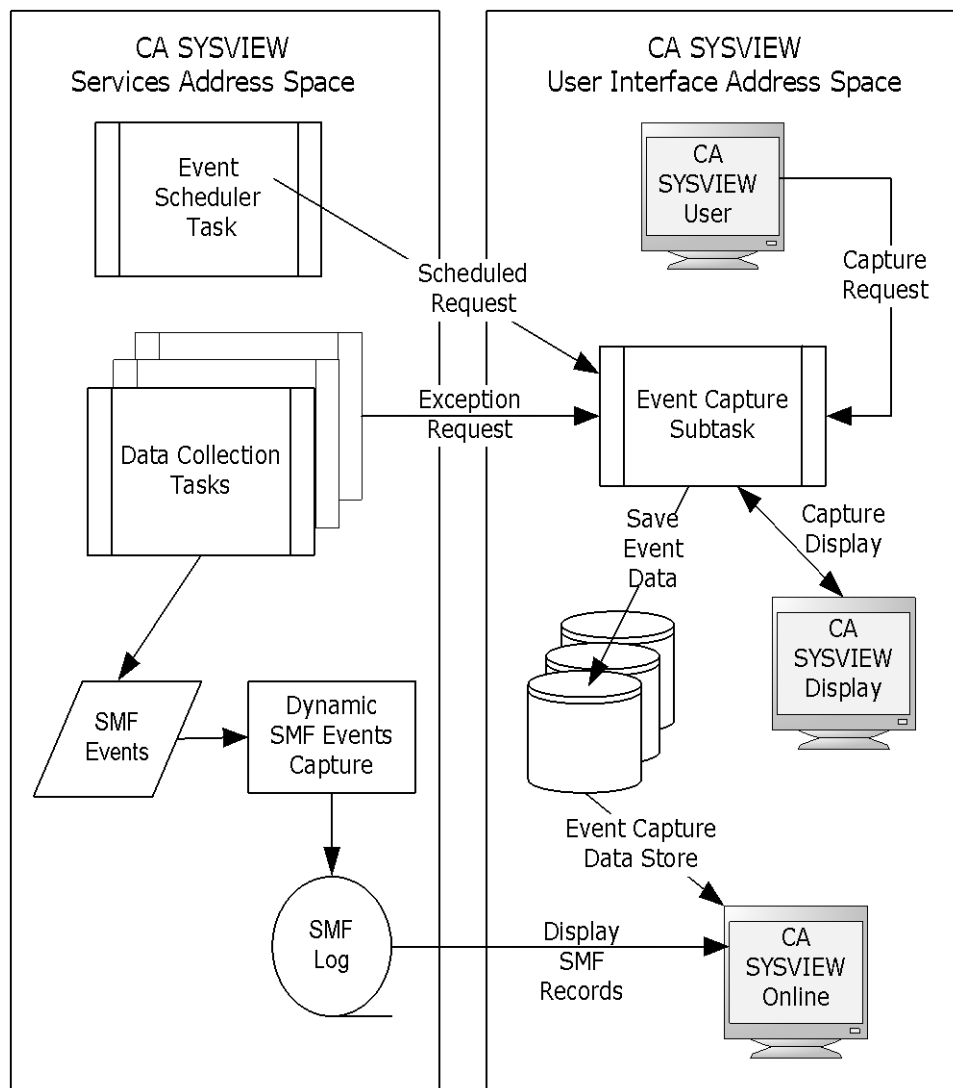 CA SYSVIEW
Services Address Space
CA SYSVIEW
User Interface Address Space
Event
Scheduler
Task
CA
SYSVIEW
User
Scheduled
Request
Capture
Request
Data Collection
Tasks
Exception
Request
Event Capture
Subtask
Save
Event
Data
Capture
Display
CA
SYSVIEW
Display
SMF
Events
Dynamic
SMF Events
Capture
Event Capture
Data Store
SMF
Log
Display
SMF
Records
CA
SYSVIEW
Online